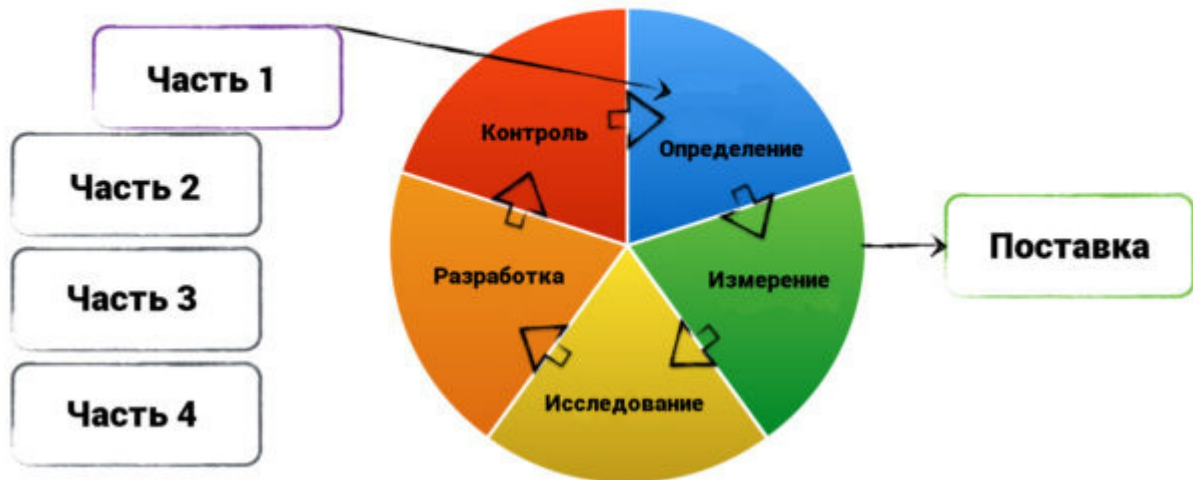 Часть 1
Часть 2
Часть 3
Часть 4
Контроль
Определение
Разработка
Измерение
Исследование
Поставка